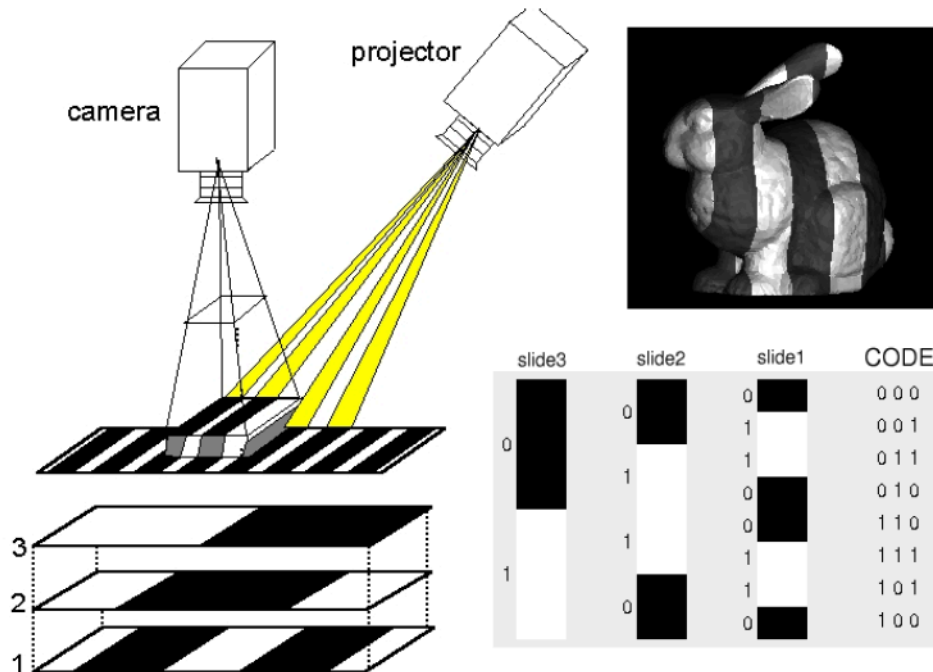 projector
camera
3
2
1
slide3 slide2 slide1 CODE
0 0 0 0 0 0
1 0 0 1
0 1 1 0 1 1
0 0 1 0
1 0 1 1 0
1 1 1 1 1
1 1 0 1
0 0 1 0 0